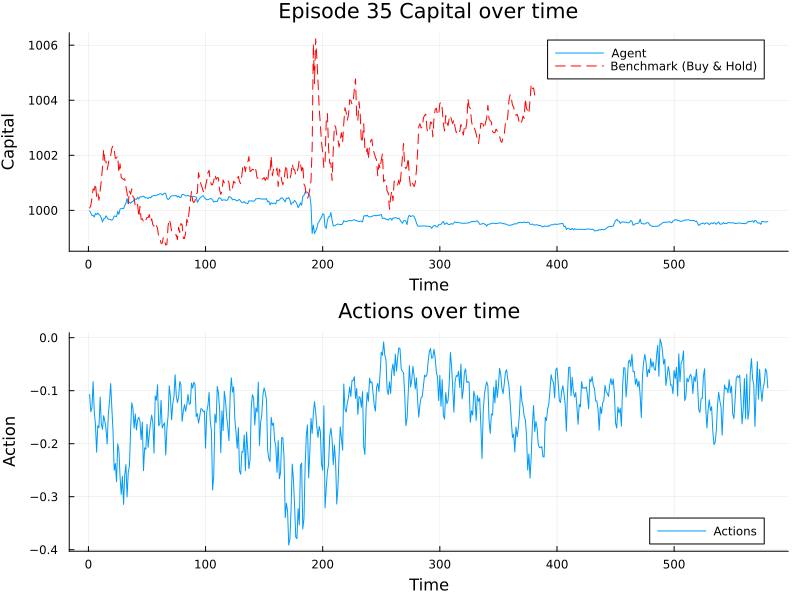 Episode 35 Capital over time
1006
1004
1002
1000
Capital
Agent
Benchmark (Buy & Hold)
0 100 200 300 400 500
Time
Actions over time
0.0
−0.1
−0.2
−0.3
−0.4
Action
Actions
0 100 200 300 400 500
Time